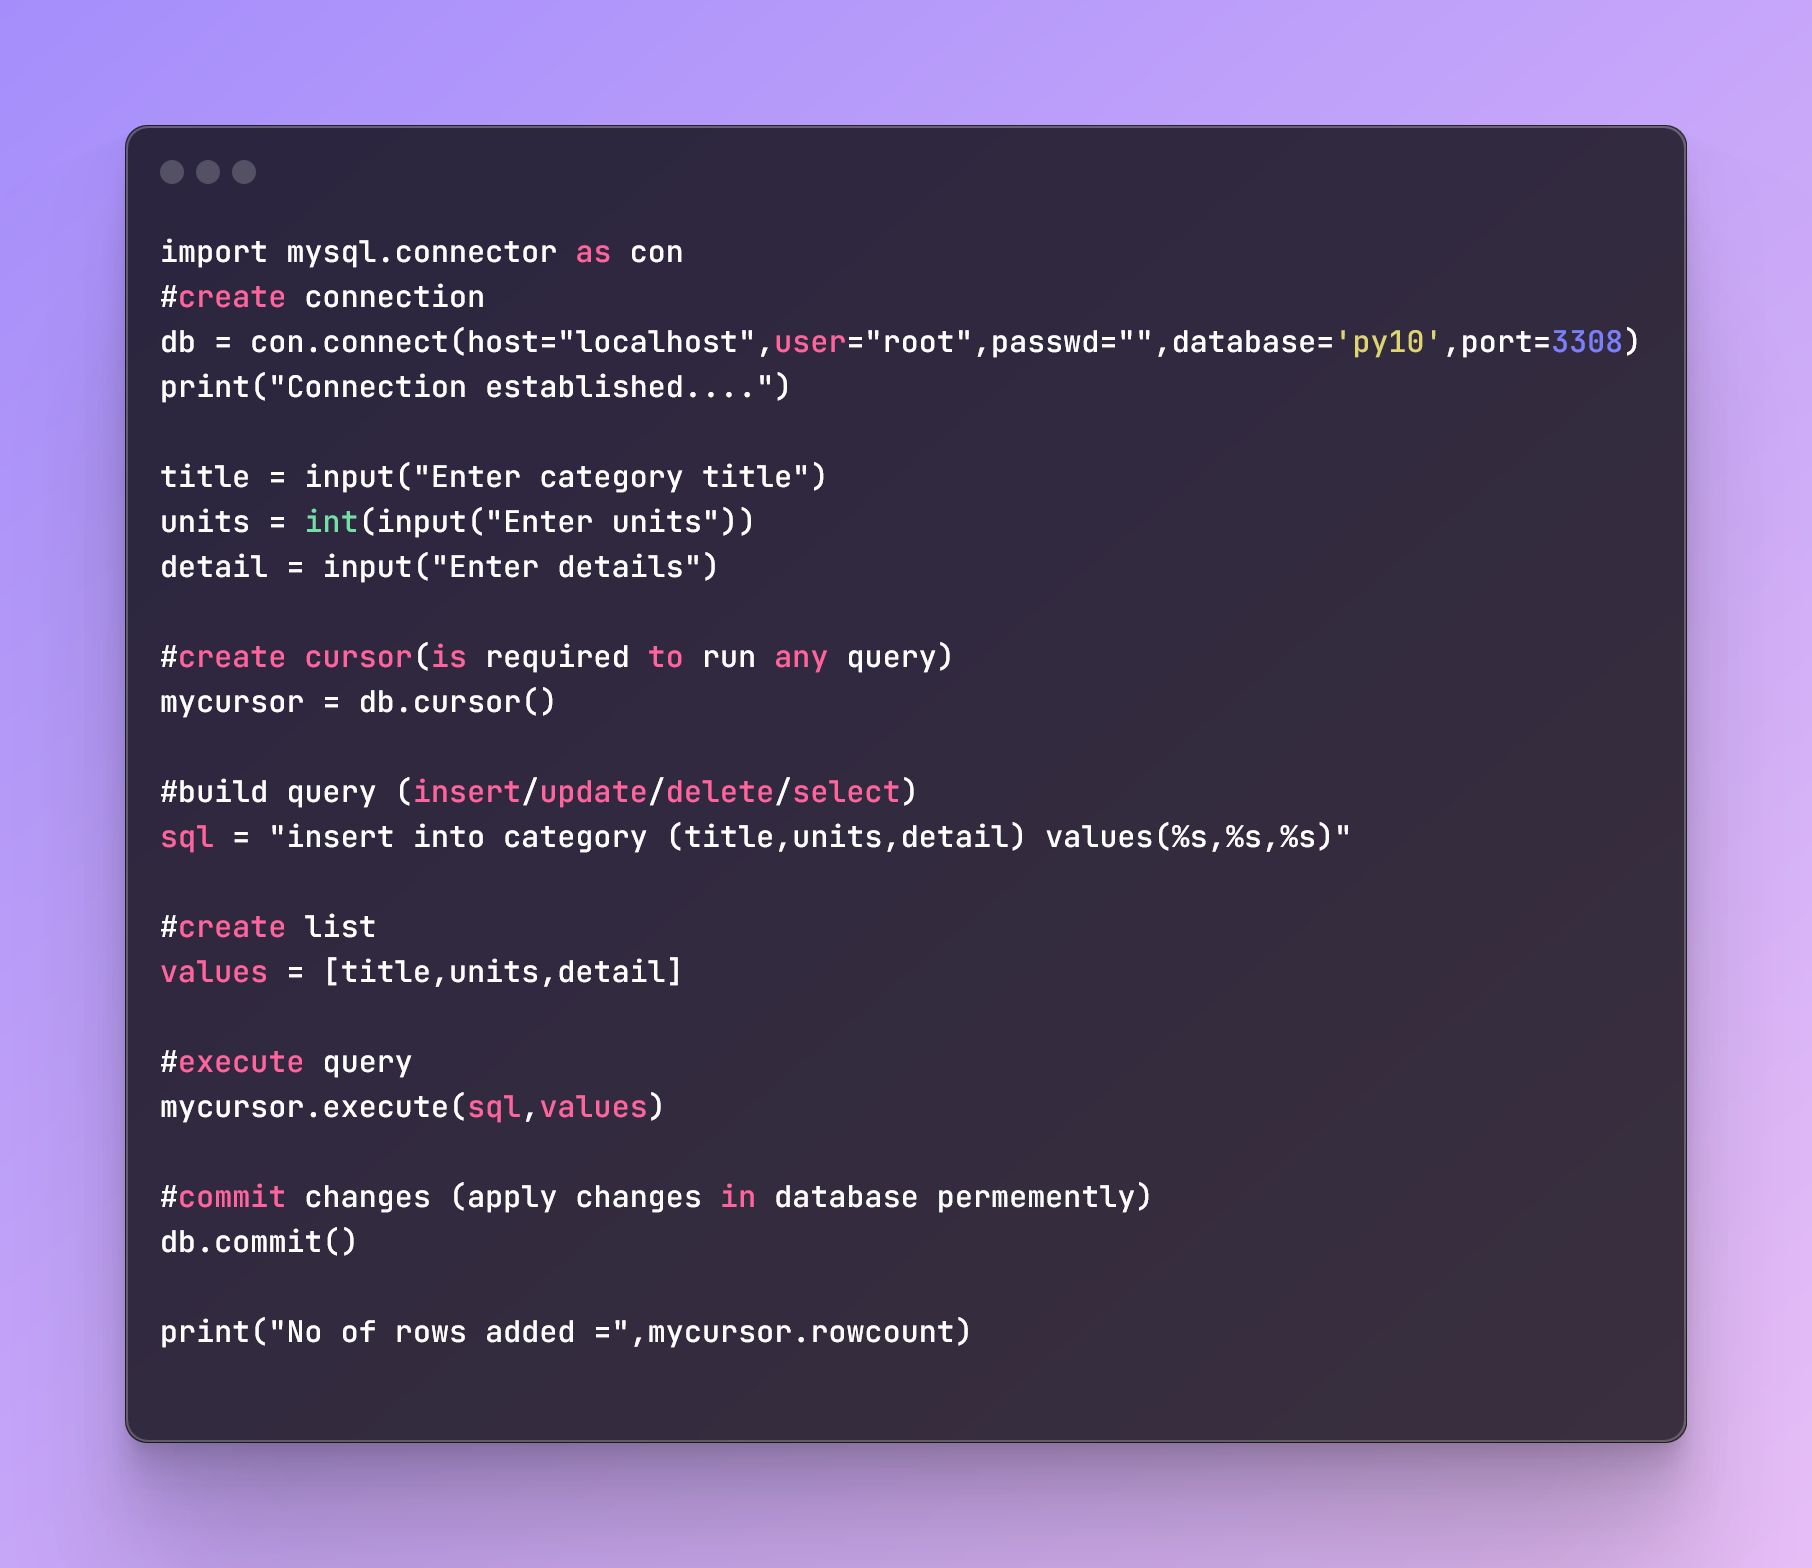 import mysql.connector as con
#create connection
db = con.connect(host="localhost",user="root",passwd="",database='py10',port=3308)
print("Connection established....")
title = input("Enter category title")
units = int(input("Enter units"))
detail = input("Enter details")
#create cursor(is required to run any query)
mycursor = db.cursor()
#build query (insert/update/delete/select)
sql = "insert into category (title,units,detail) values(%s,%s,%s)"
#create list
values = [title,units,detail]
#execute query
mycursor.execute(sql,values)
#commit changes (apply changes in database permemently)
db.commit()
print("No of rows added =",mycursor.rowcount)